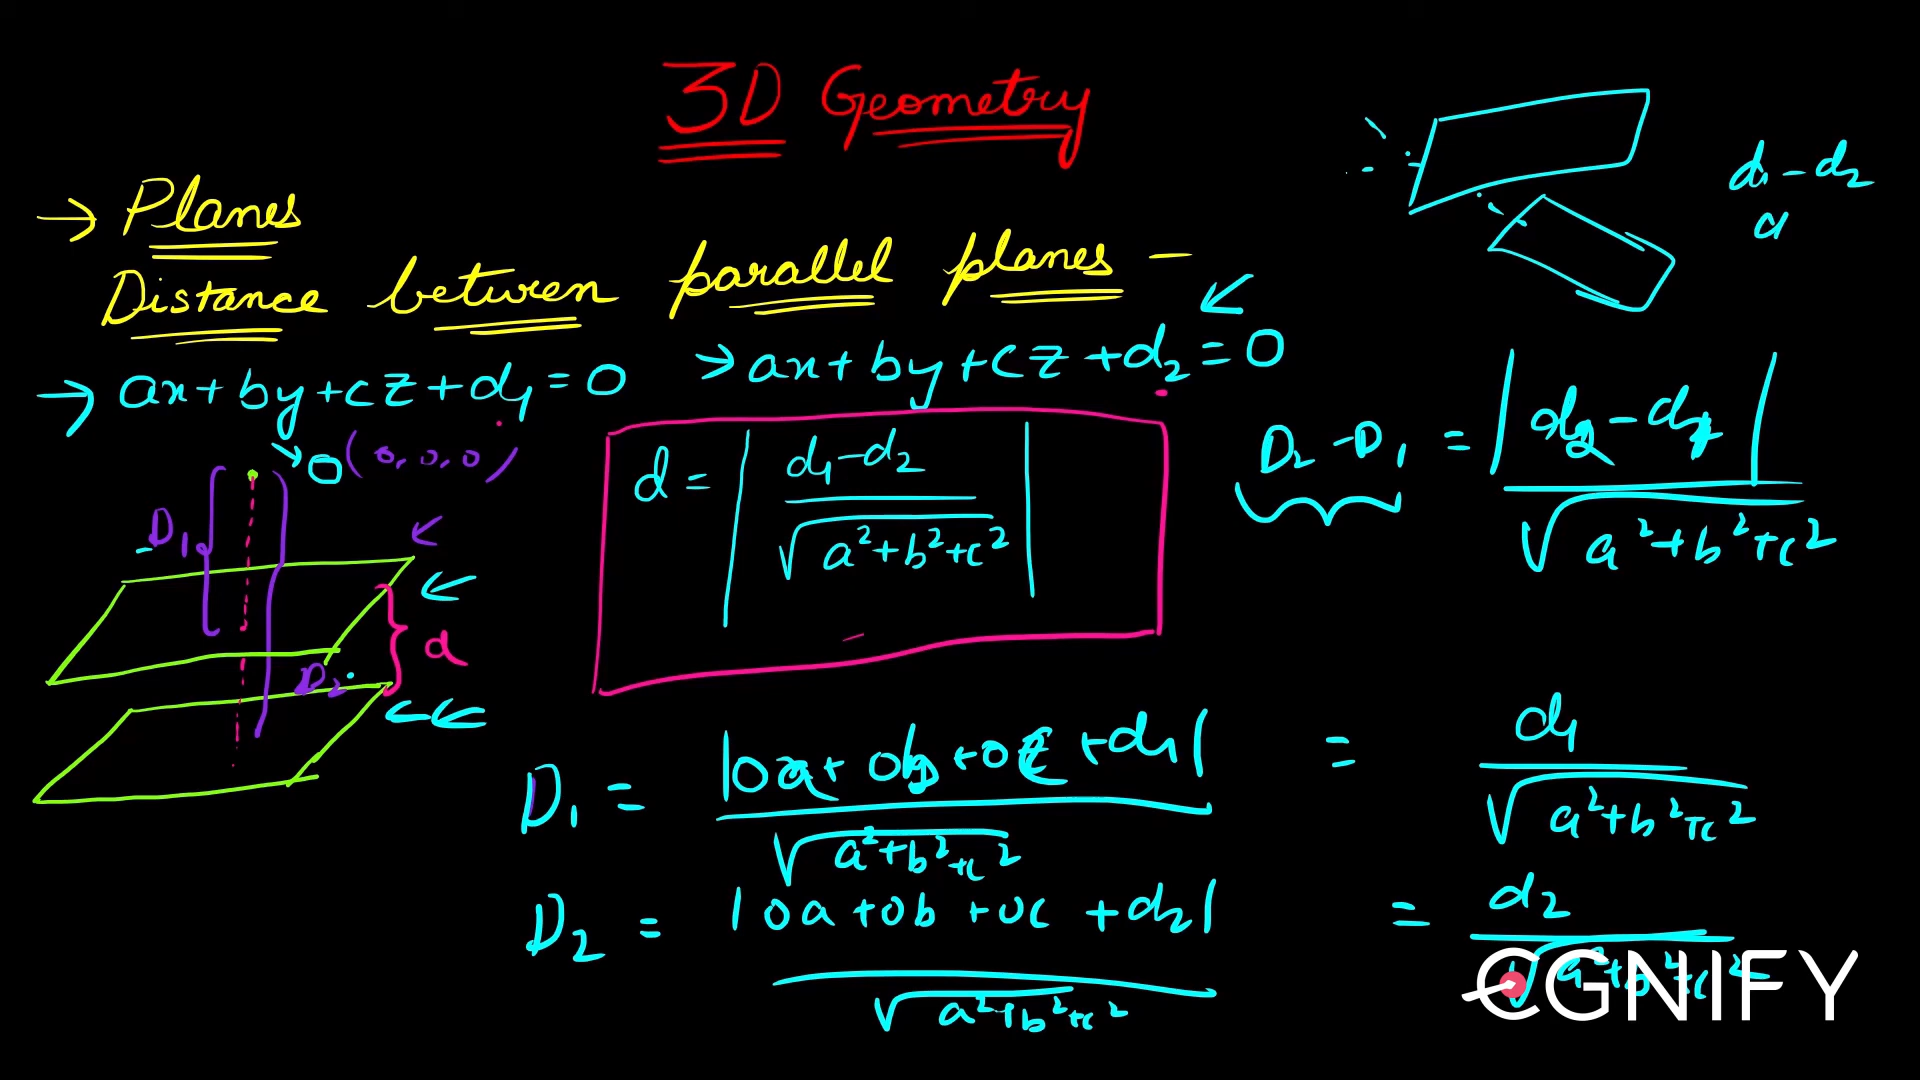 3D Geometry
→ Planes
Distance between parallel planes –
→ ax+by+cz+d₁=0
→ ax+by+cz+d₂=0
d₁-d₂
d
O(0,0,0)
D₁
D₂
d
d = | d₁-d₂ / √a²+b²+c² |
D₂-D₁ = |d₂-d₁| / √a²+b²+c²
D₁ = |0a+0b+0c+d₁| / √a²+b²+c² = d₁ / √a²+b²+c²
D₂ = |0a+0b+0c+d₂| / √a²+b²+c² = d₂ / √a²+b²+c²
CGNIFY